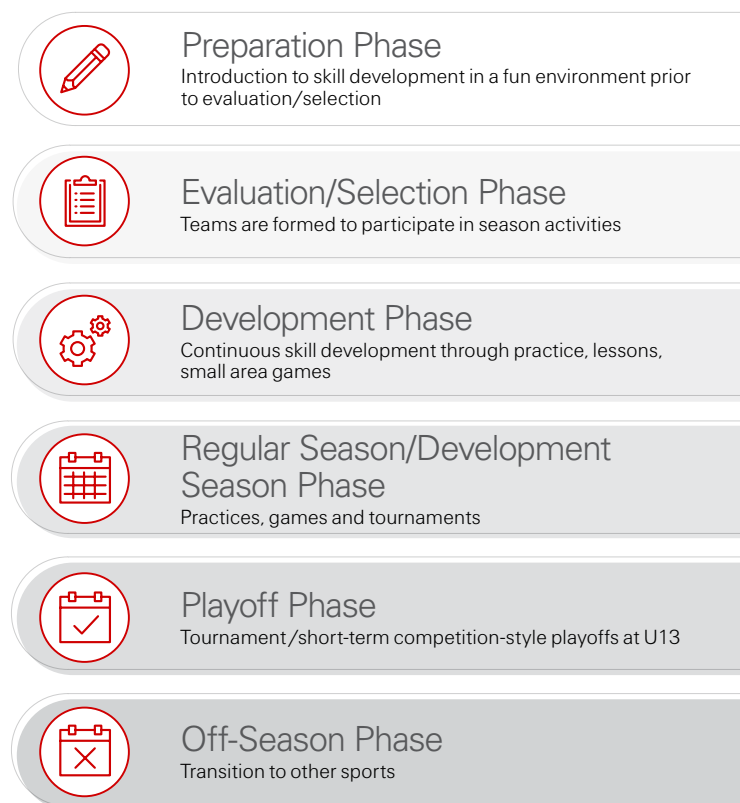 Preparation Phase
Introduction to skill development in a fun environment prior
to evaluation/selection
Evaluation/Selection Phase
Teams are formed to participate in season activities
Development Phase
Continuous skill development through practice, lessons,
small area games
Regular Season/Development
Season Phase
Practices, games and tournaments
Playoff Phase
Tournament/short-term competition-style playoffs at U13
Off-Season Phase
Transition to other sports